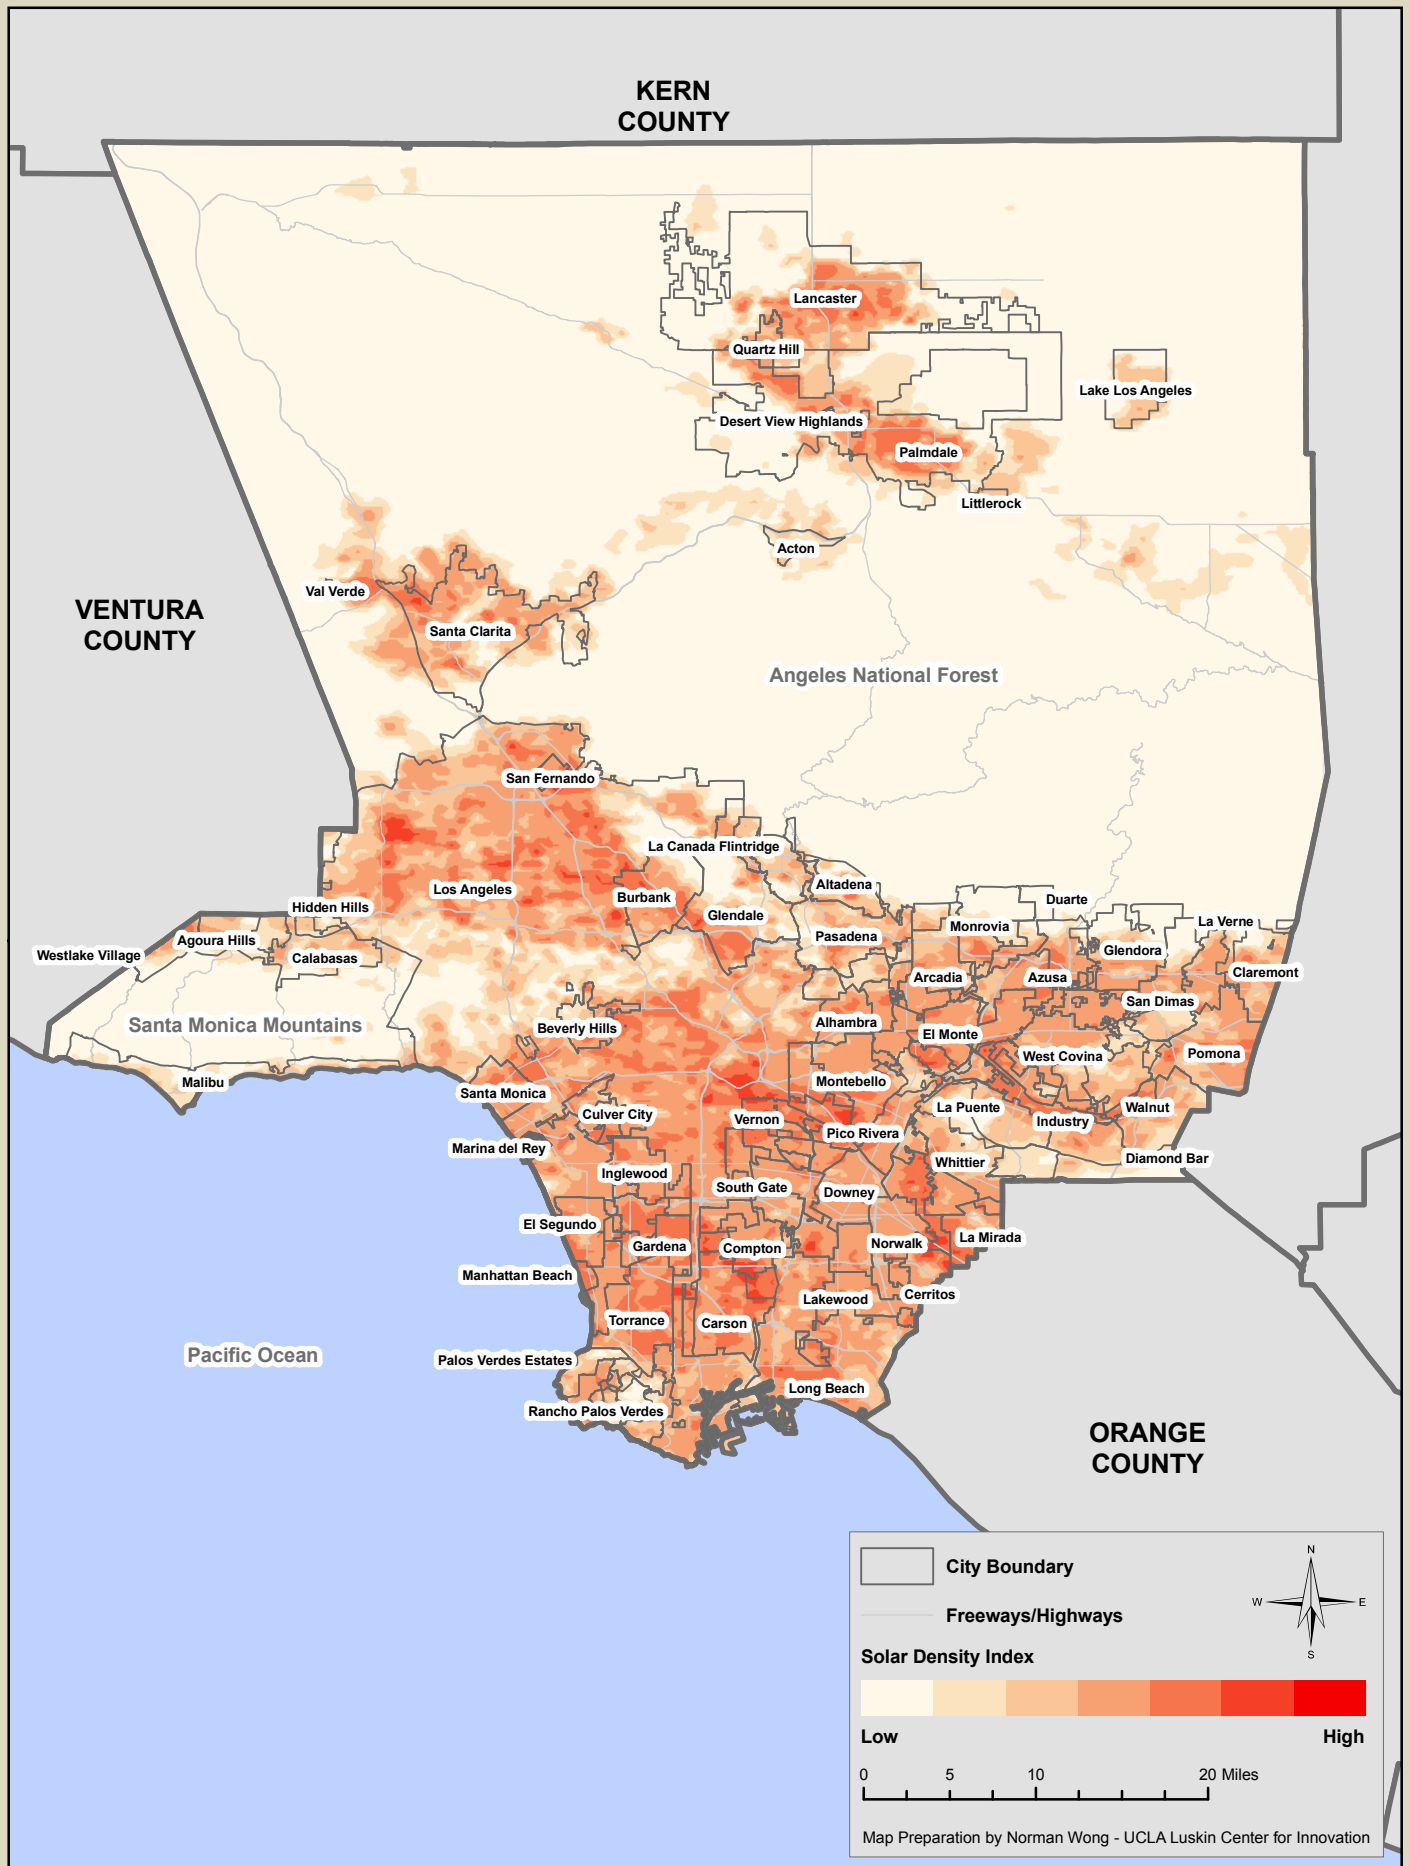 KERN
COUNTY
Lancaster
Quartz Hill
Lake Los Angeles
Desert View Highlands
Palmdale
Littlerock
Acton
Val Verde
VENTURA
COUNTY
Santa Clarita
Angeles National Forest
San Fernando
La Canada Flintridge
Altadena
Los Angeles
Burbank
Duarte
Hidden Hills
Glendale
La Verne
Monrovia
Agoura Hills
Pasadena
Glendora
Westlake Village
Calabasas
Claremont
Arcadia
Azusa
San Dimas
Santa Monica Mountains
Beverly Hills
Alhambra
El Monte
West Covina
Pomona
Malibu
Montebello
Santa Monica
La Puente
Walnut
Culver City
Vernon
Industry
Pico Rivera
Marina del Rey
Whittier
Diamond Bar
Inglewood
South Gate
Downey
El Segundo
La Mirada
Gardena
Compton
Norwalk
Manhattan Beach
Cerritos
Lakewood
Torrance
Carson
Pacific Ocean
Palos Verdes Estates
Long Beach
Rancho Palos Verdes
ORANGE
COUNTY
City Boundary
Freeways/Highways
N
W
E
S
Solar Density Index
Low
High
0 5 10 20 Miles
Map Preparation by Norman Wong - UCLA Luskin Center for Innovation